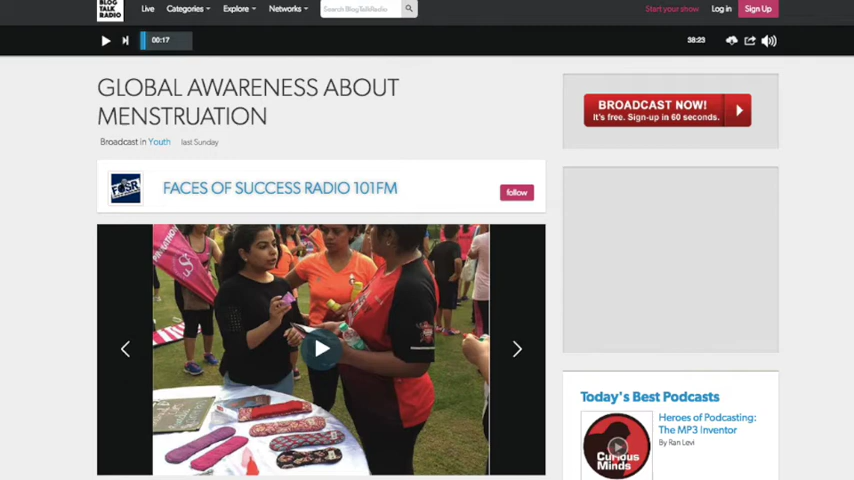 BLOG
TALK
RADIO
Live Categories Explore Networks Search BlogTalkRadio Start your show Log in Sign Up
00:17 38:23
GLOBAL AWARENESS ABOUT
MENSTRUATION
Broadcast in Youth last Sunday
BROADCAST NOW!
It's free. Sign-up in 60 seconds.
FOSR
FACES OF SUCCESS RADIO 101FM
follow
Today's Best Podcasts
Heroes of Podcasting:
The MP3 Inventor
By Ran Levi
Curious
Minds